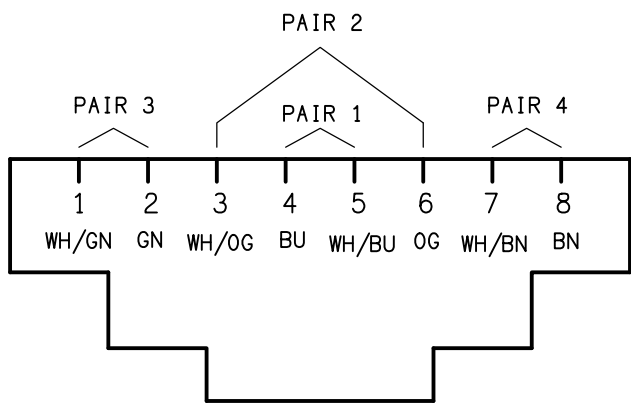 PAIR 2
PAIR 3 PAIR 1 PAIR 4
1 2 3 4 5 6 7 8
WH/GN GN WH/OG BU WH/BU OG WH/BN BN